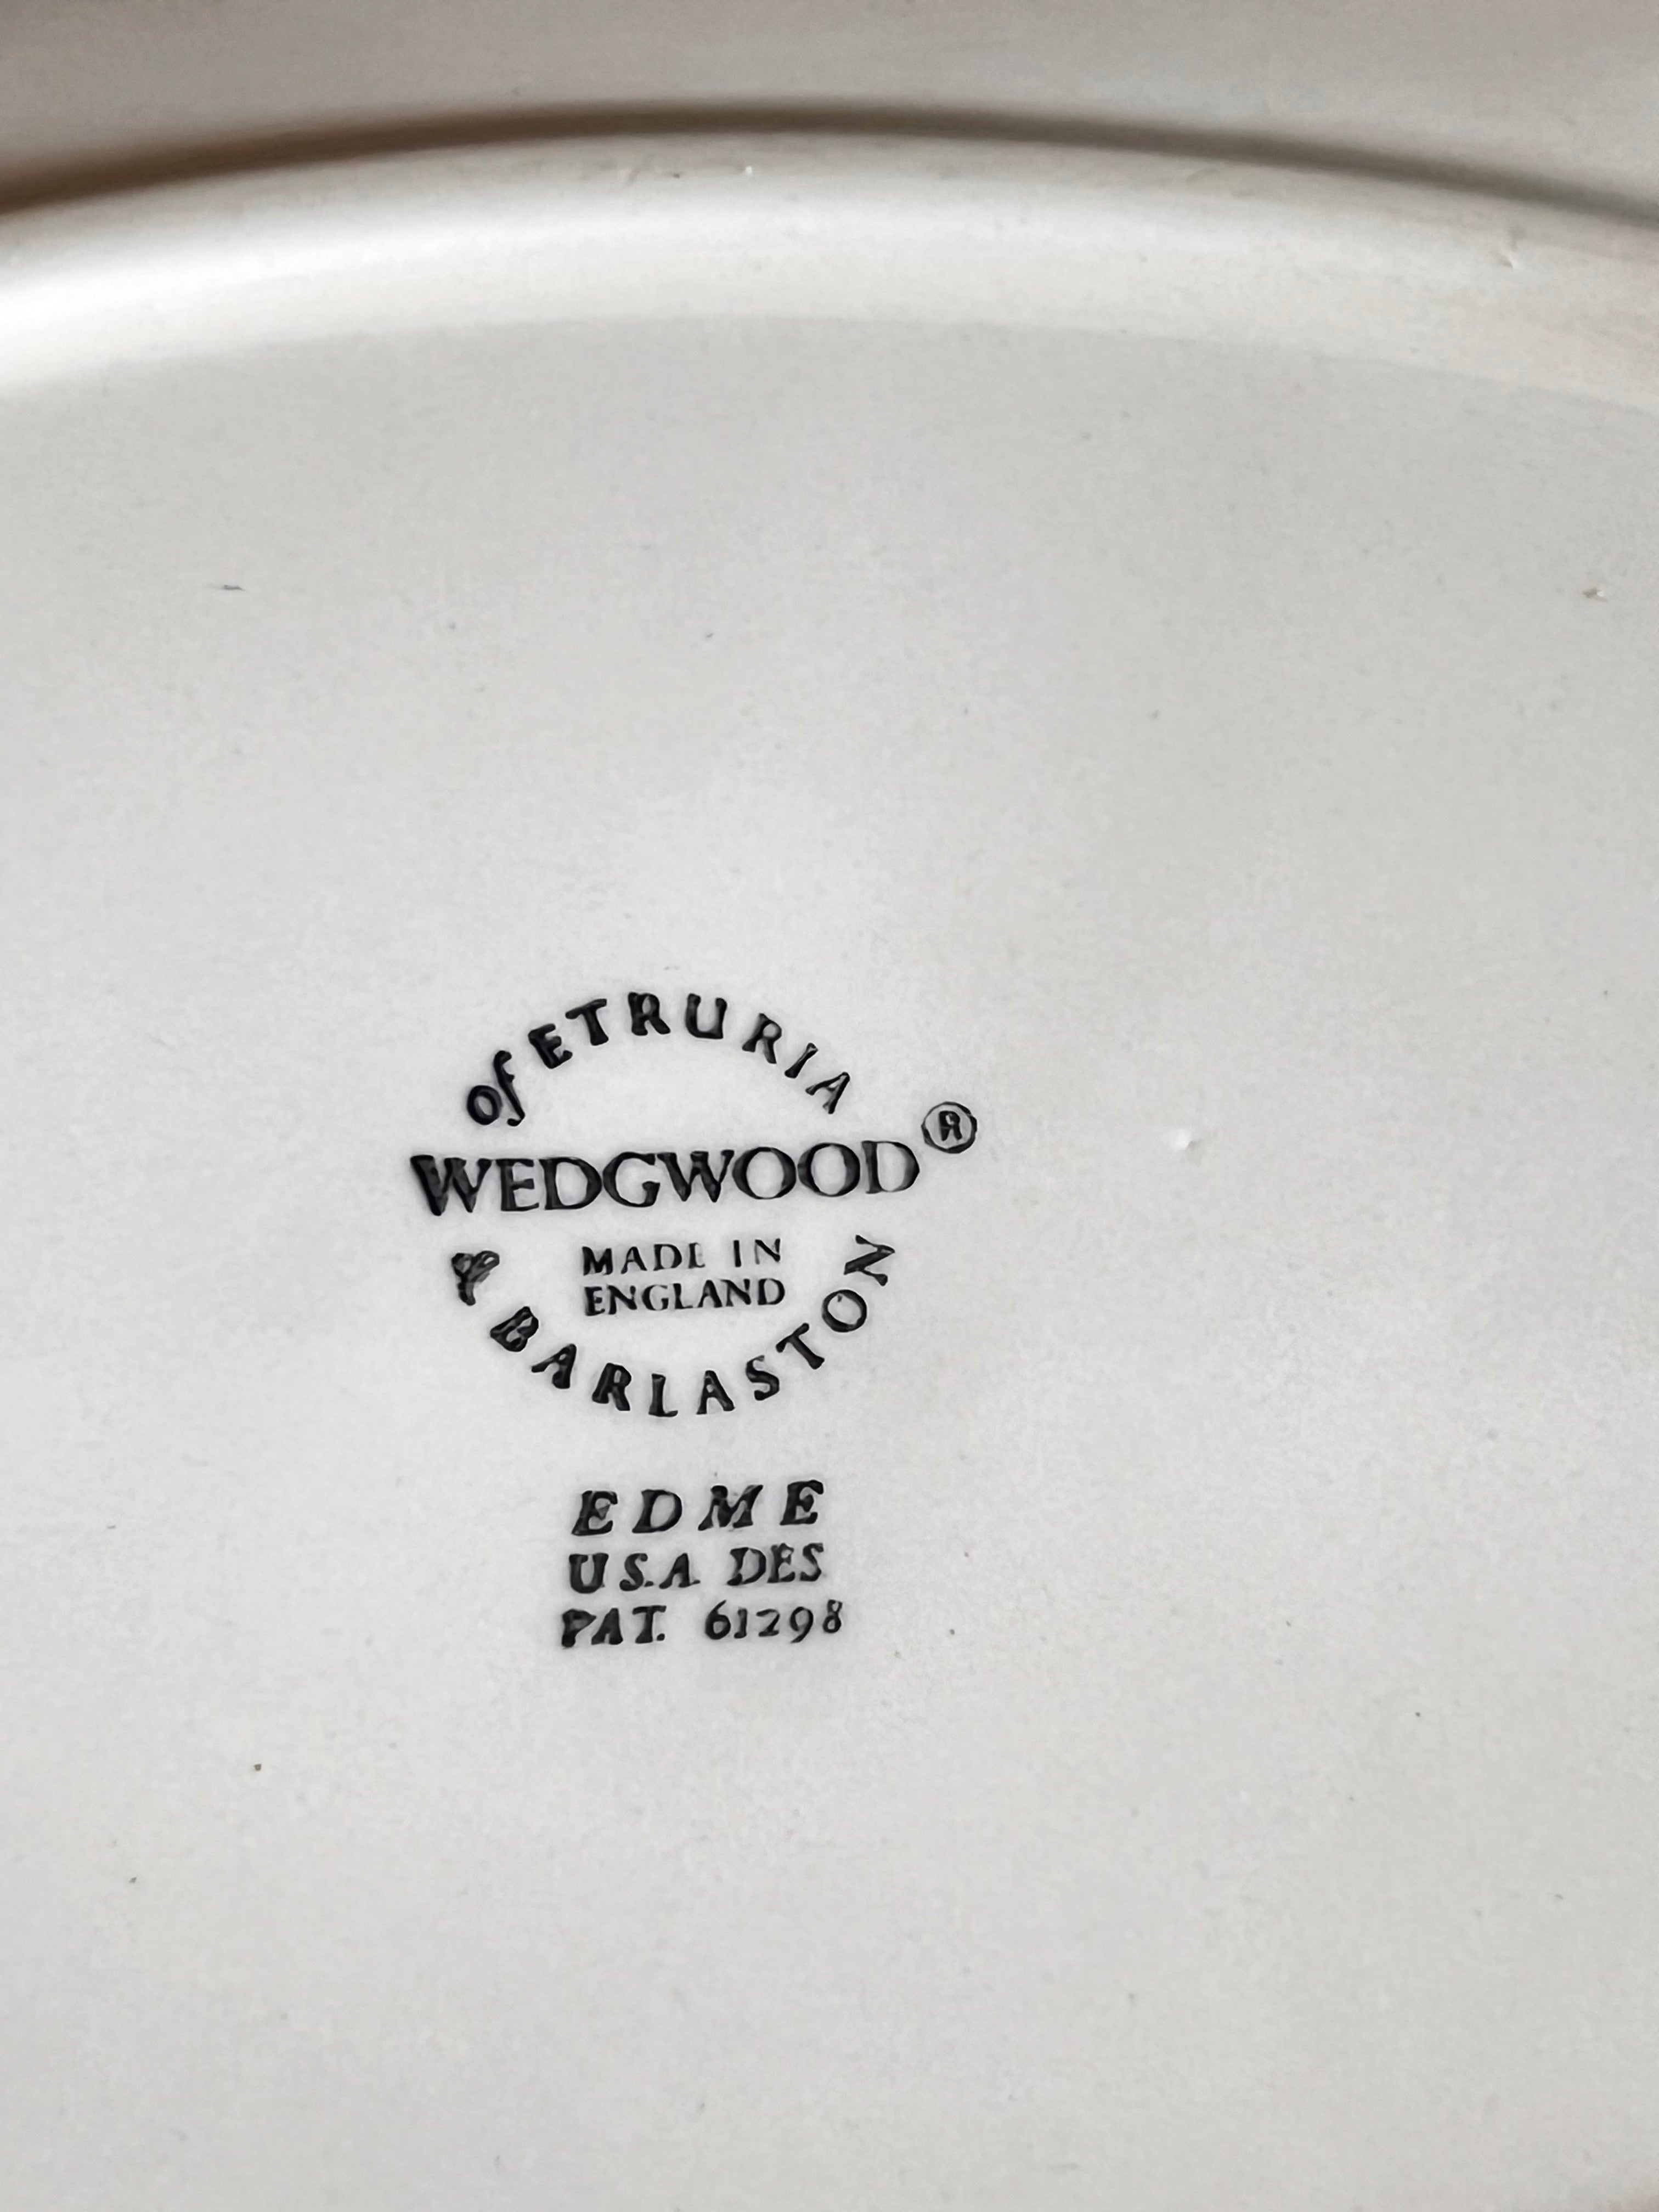 of ETRURIA
WEDGWOOD®
MADE IN
ENGLAND
& BARLASTON
EDME
U.S.A. DES
PAT. 61298